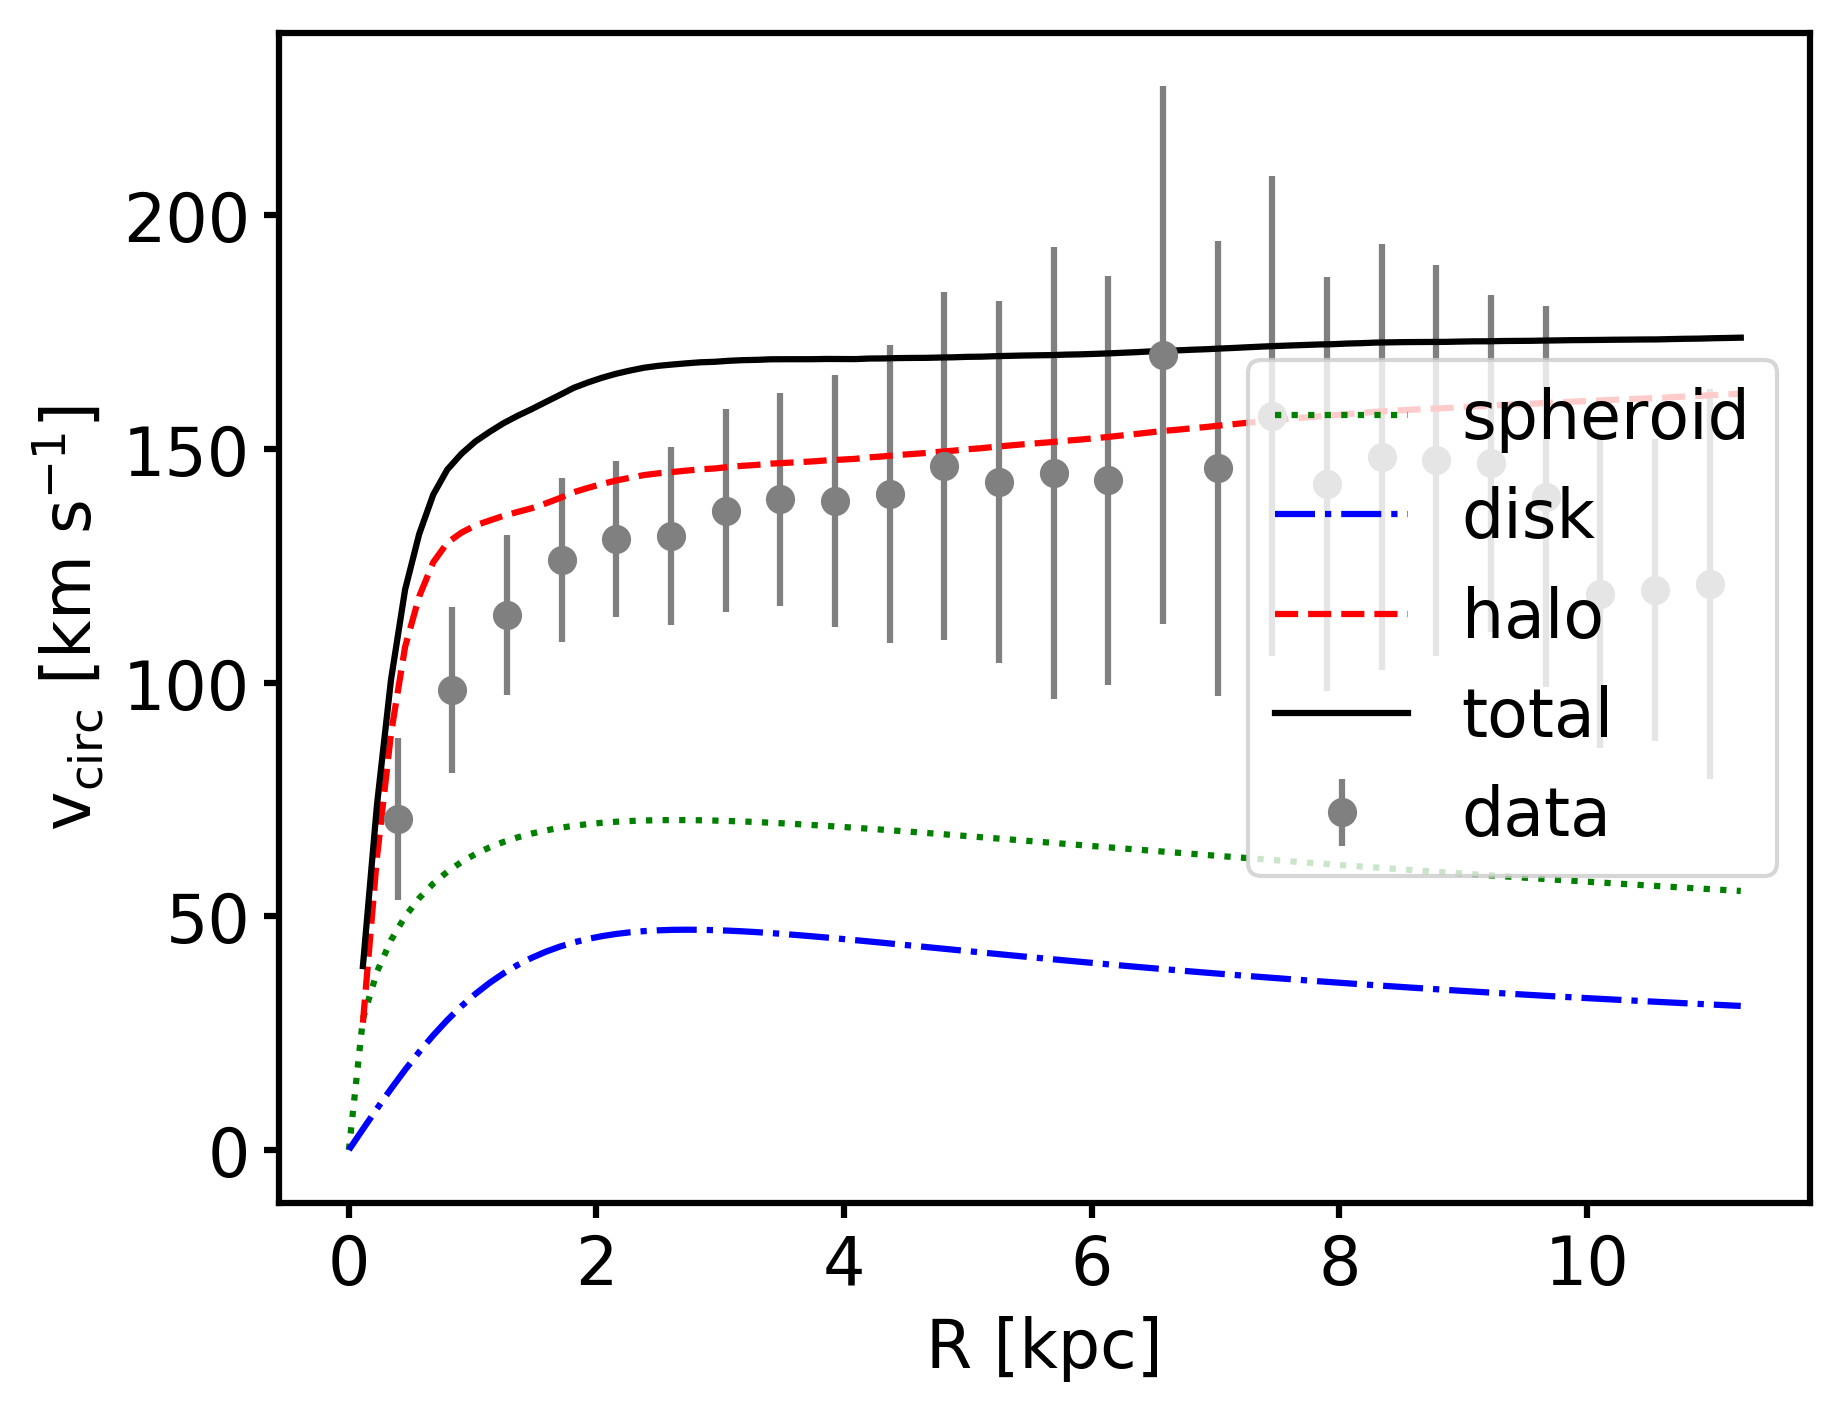 200
150
100
50
0
v_circ [km s⁻¹]
spheroid
disk
halo
total
data
0 2 4 6 8 10
R [kpc]